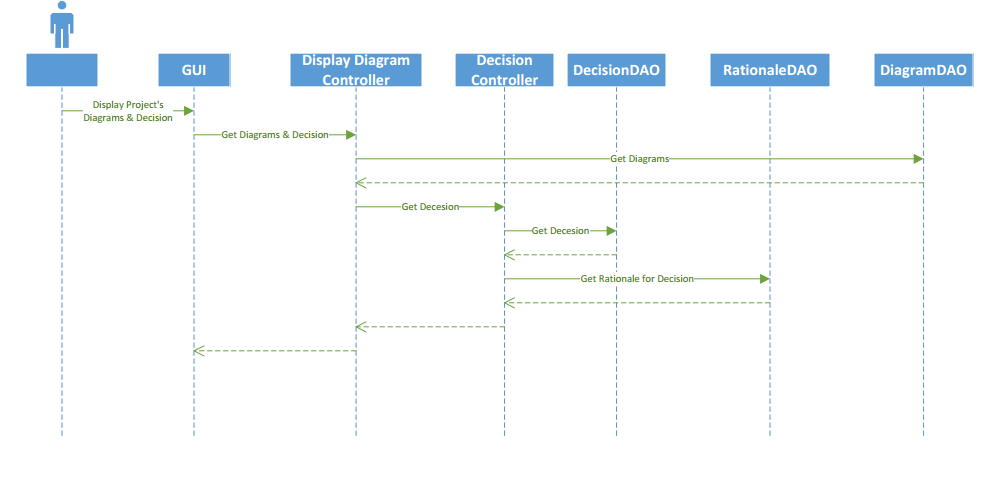 GUI
Display Diagram
Controller
Decision
Controller
DecisionDAO
RationaleDAO
DiagramDAO
Display Project's
Diagrams & Decision
Get Diagrams & Decision
Get Diagrams
Get Decesion
Get Decesion
Get Rationale for Decision